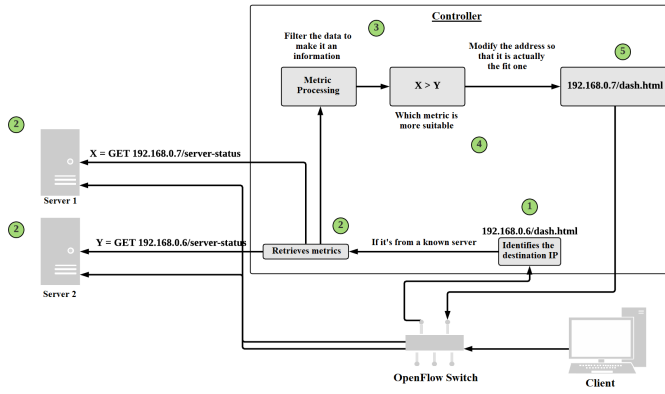 Controller
Filter the data to
make it an
information
3
Modify the address so
that it is actually
the fit one
5
Metric
Processing
X > Y
192.168.0.7/dash.html
Which metric is
more suitable
4
2
X = GET 192.168.0.7/server-status
Server 1
2
Y = GET 192.168.0.6/server-status
Server 2
2
Retrieves metrics
If it's from a known server
1
192.168.0.6/dash.html
Identifies the
destination IP
OpenFlow Switch
Client